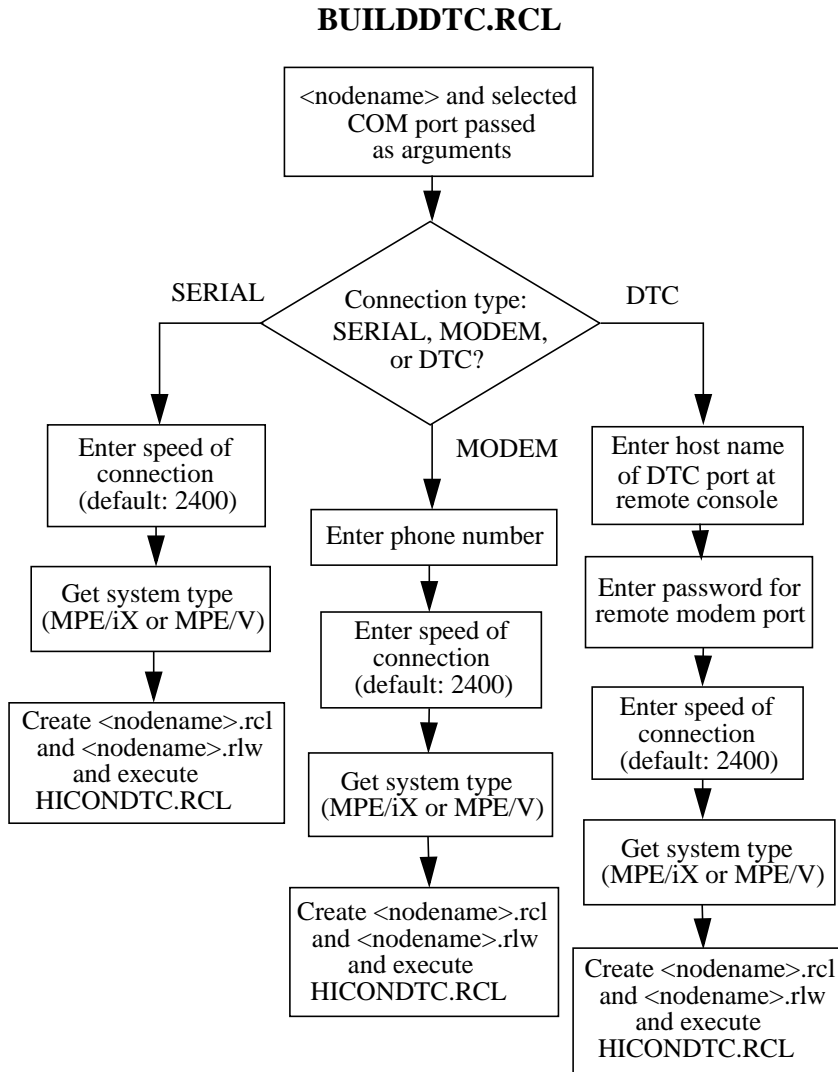 BUILDDTC.RCL
<nodename> and selected
COM port passed
as arguments
SERIAL
Connection type:
SERIAL, MODEM,
or DTC?
DTC
MODEM
Enter speed of
connection
(default: 2400)
Get system type
(MPE/iX or MPE/V)
Create <nodename>.rcl
and <nodename>.rlw
and execute
HICONDTC.RCL
Enter phone number
Enter speed of
connection
(default: 2400)
Get system type
(MPE/iX or MPE/V)
Create <nodename>.rcl
and <nodename>.rlw
and execute
HICONDTC.RCL
Enter host name
of DTC port at
remote console
Enter password for
remote modem port
Enter speed of
connection
(default: 2400)
Get system type
(MPE/iX or MPE/V)
Create <nodename>.rcl
and <nodename>.rlw
and execute
HICONDTC.RCL